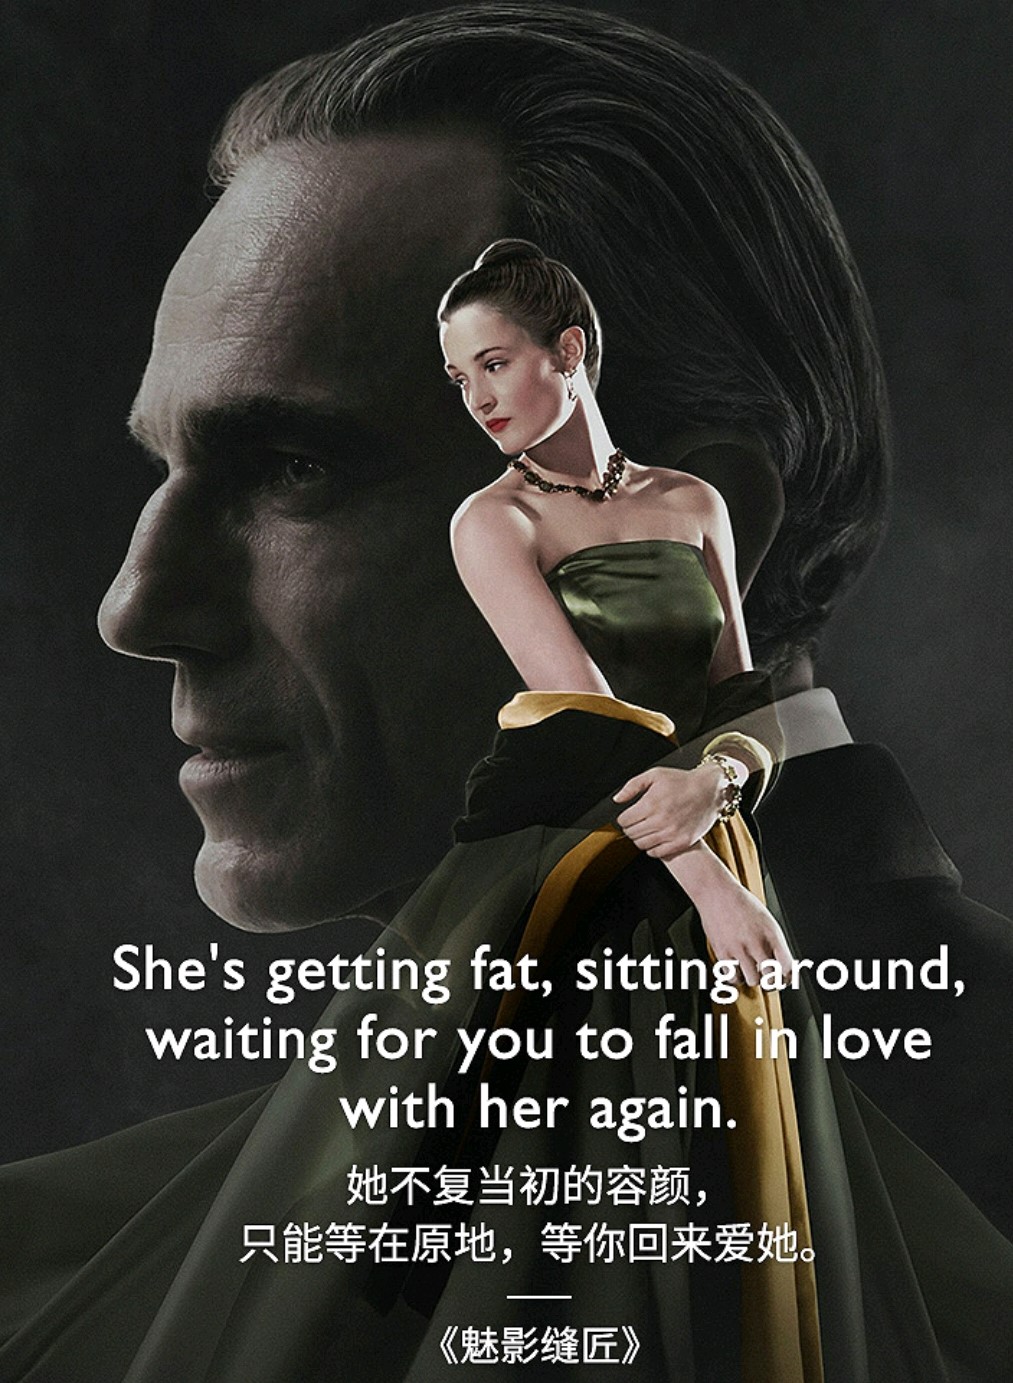 She's getting fat, sitting around,
waiting for you to fall in love
with her again.
她不复当初的容颜，
只能等在原地，等你回来爱她。
《魅影缝匠》